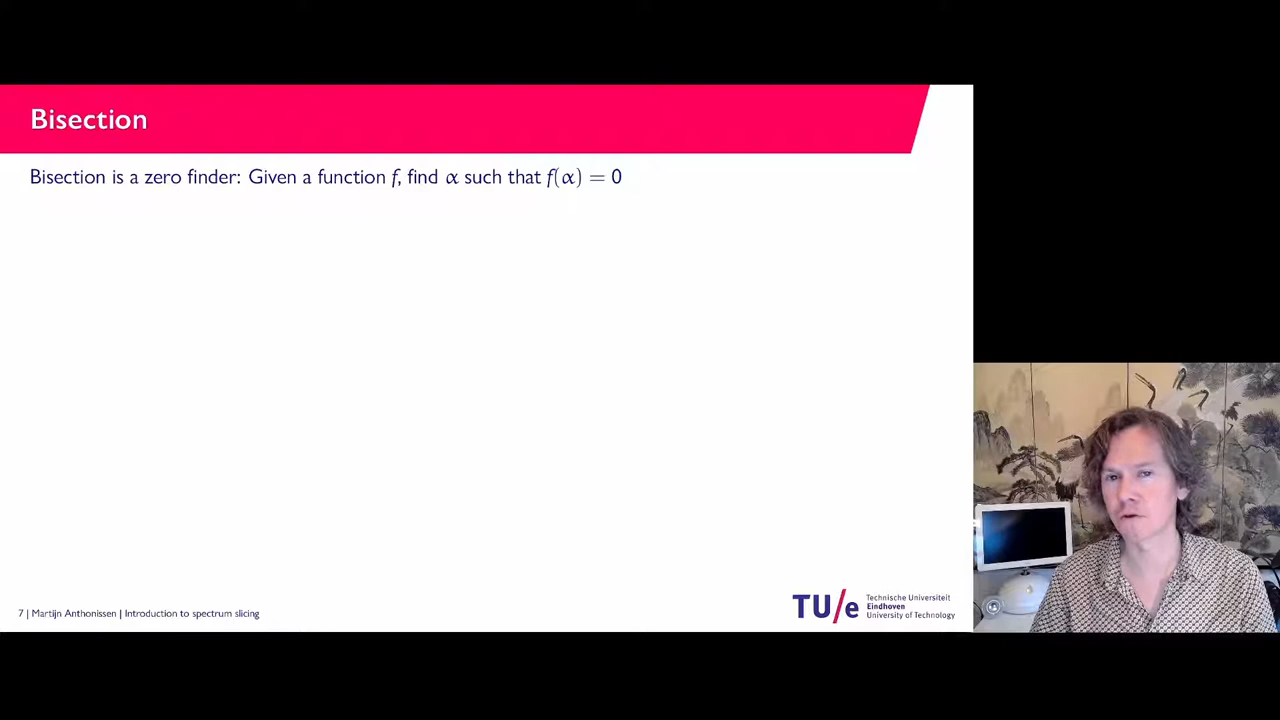 Bisection
Bisection is a zero finder: Given a function f, find α such that f(α) = 0
7 | Martijn Anthonissen | Introduction to spectrum slicing
TU/e
Technische Universiteit
Eindhoven
University of Technology